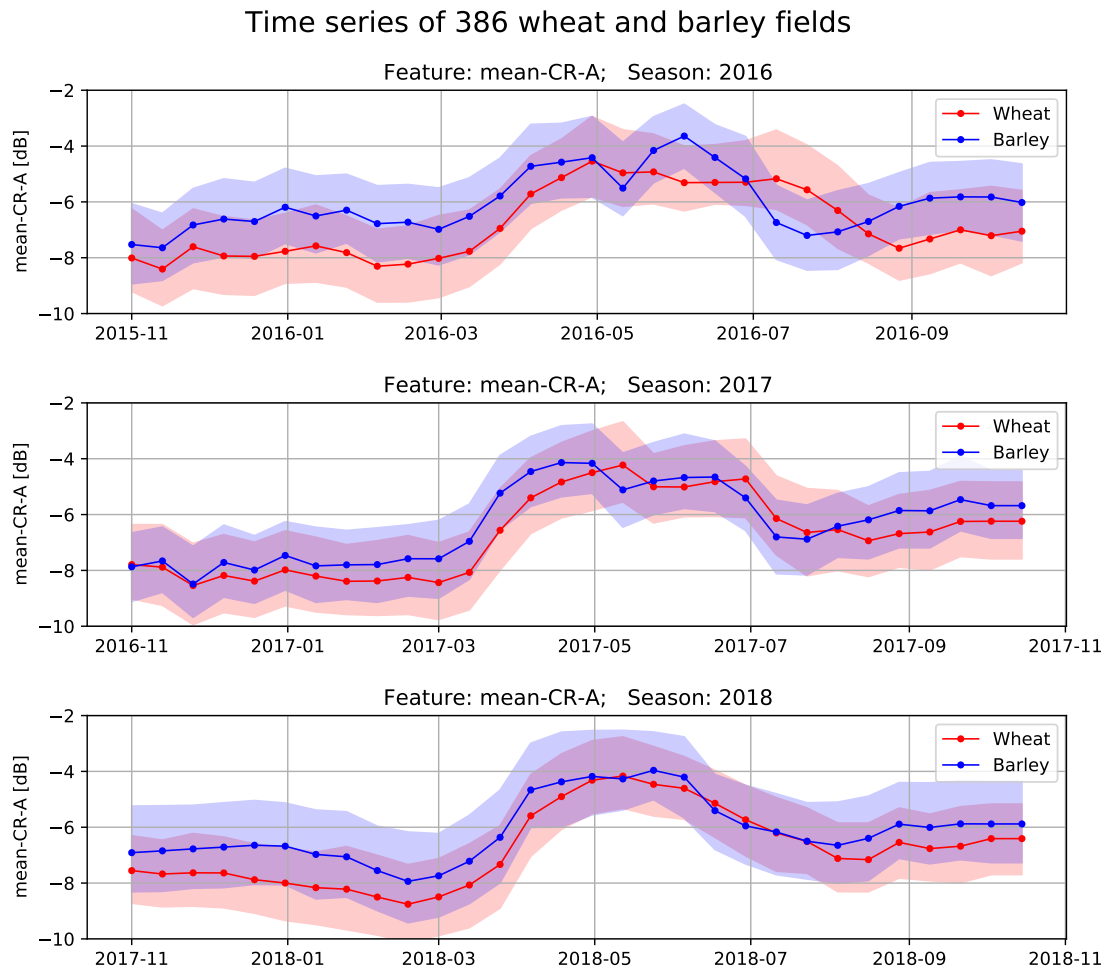 Time series of 386 wheat and barley fields
Feature: mean-CR-A;   Season: 2016
mean-CR-A [dB]
−2
−4
−6
−8
−10
Wheat
Barley
2015-11 2016-01 2016-03 2016-05 2016-07 2016-09
Feature: mean-CR-A;   Season: 2017
mean-CR-A [dB]
−2
−4
−6
−8
−10
Wheat
Barley
2016-11 2017-01 2017-03 2017-05 2017-07 2017-09 2017-11
Feature: mean-CR-A;   Season: 2018
mean-CR-A [dB]
−2
−4
−6
−8
−10
Wheat
Barley
2017-11 2018-01 2018-03 2018-05 2018-07 2018-09 2018-11